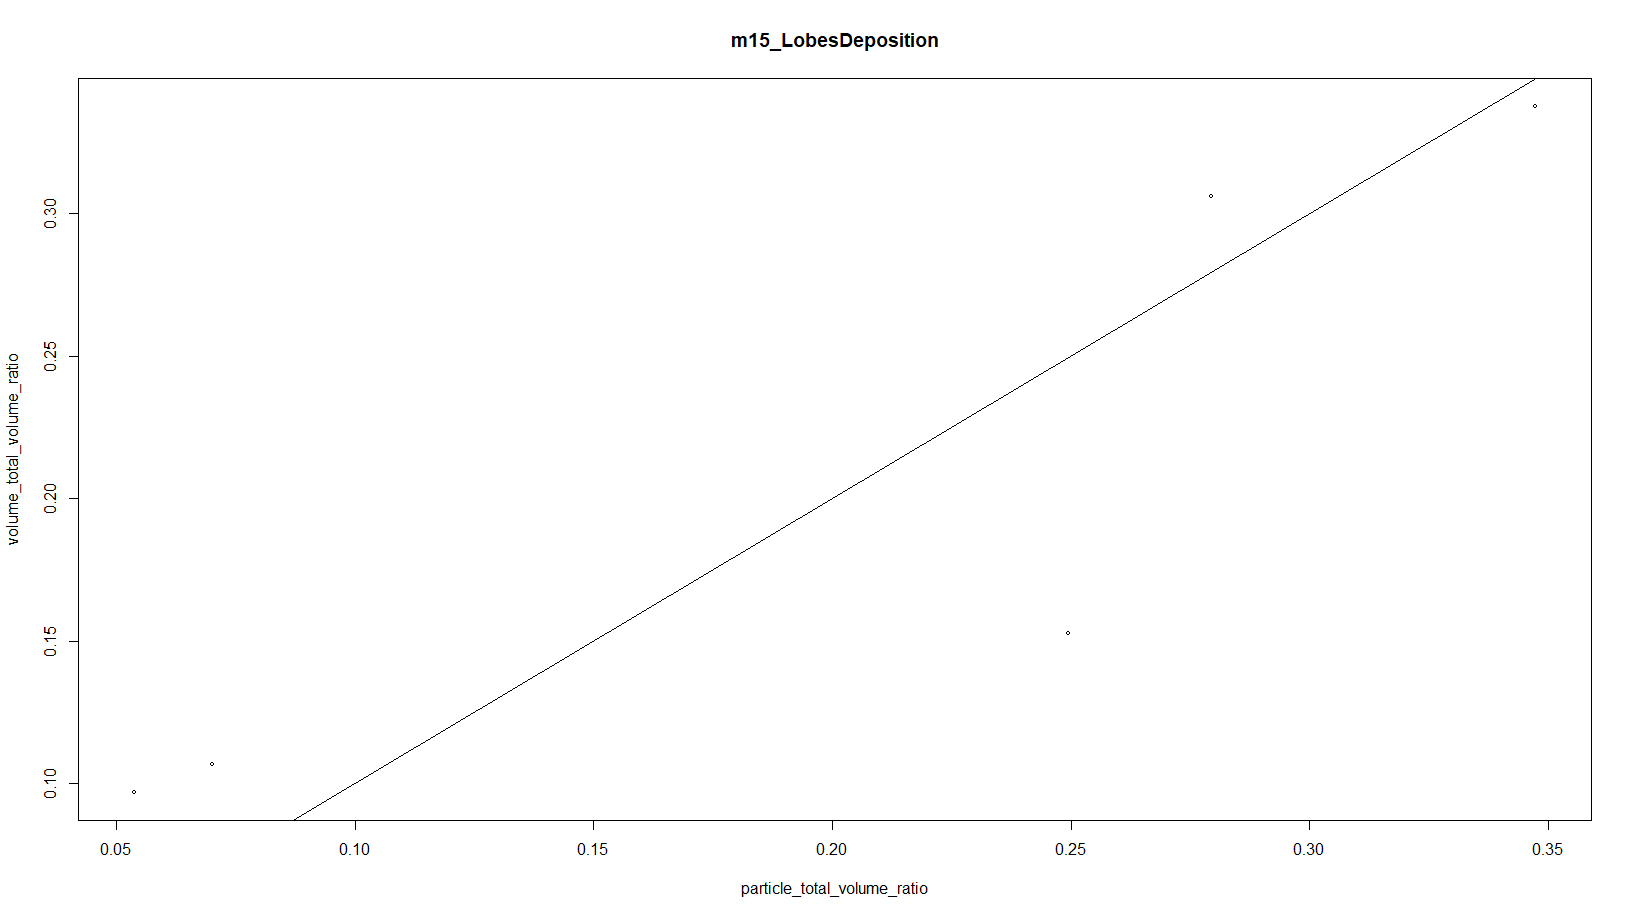 m15_LobesDeposition
volume_total_volume_ratio
0.30
0.25
0.20
0.15
0.10
0.05 0.10 0.15 0.20 0.25 0.30 0.35
particle_total_volume_ratio